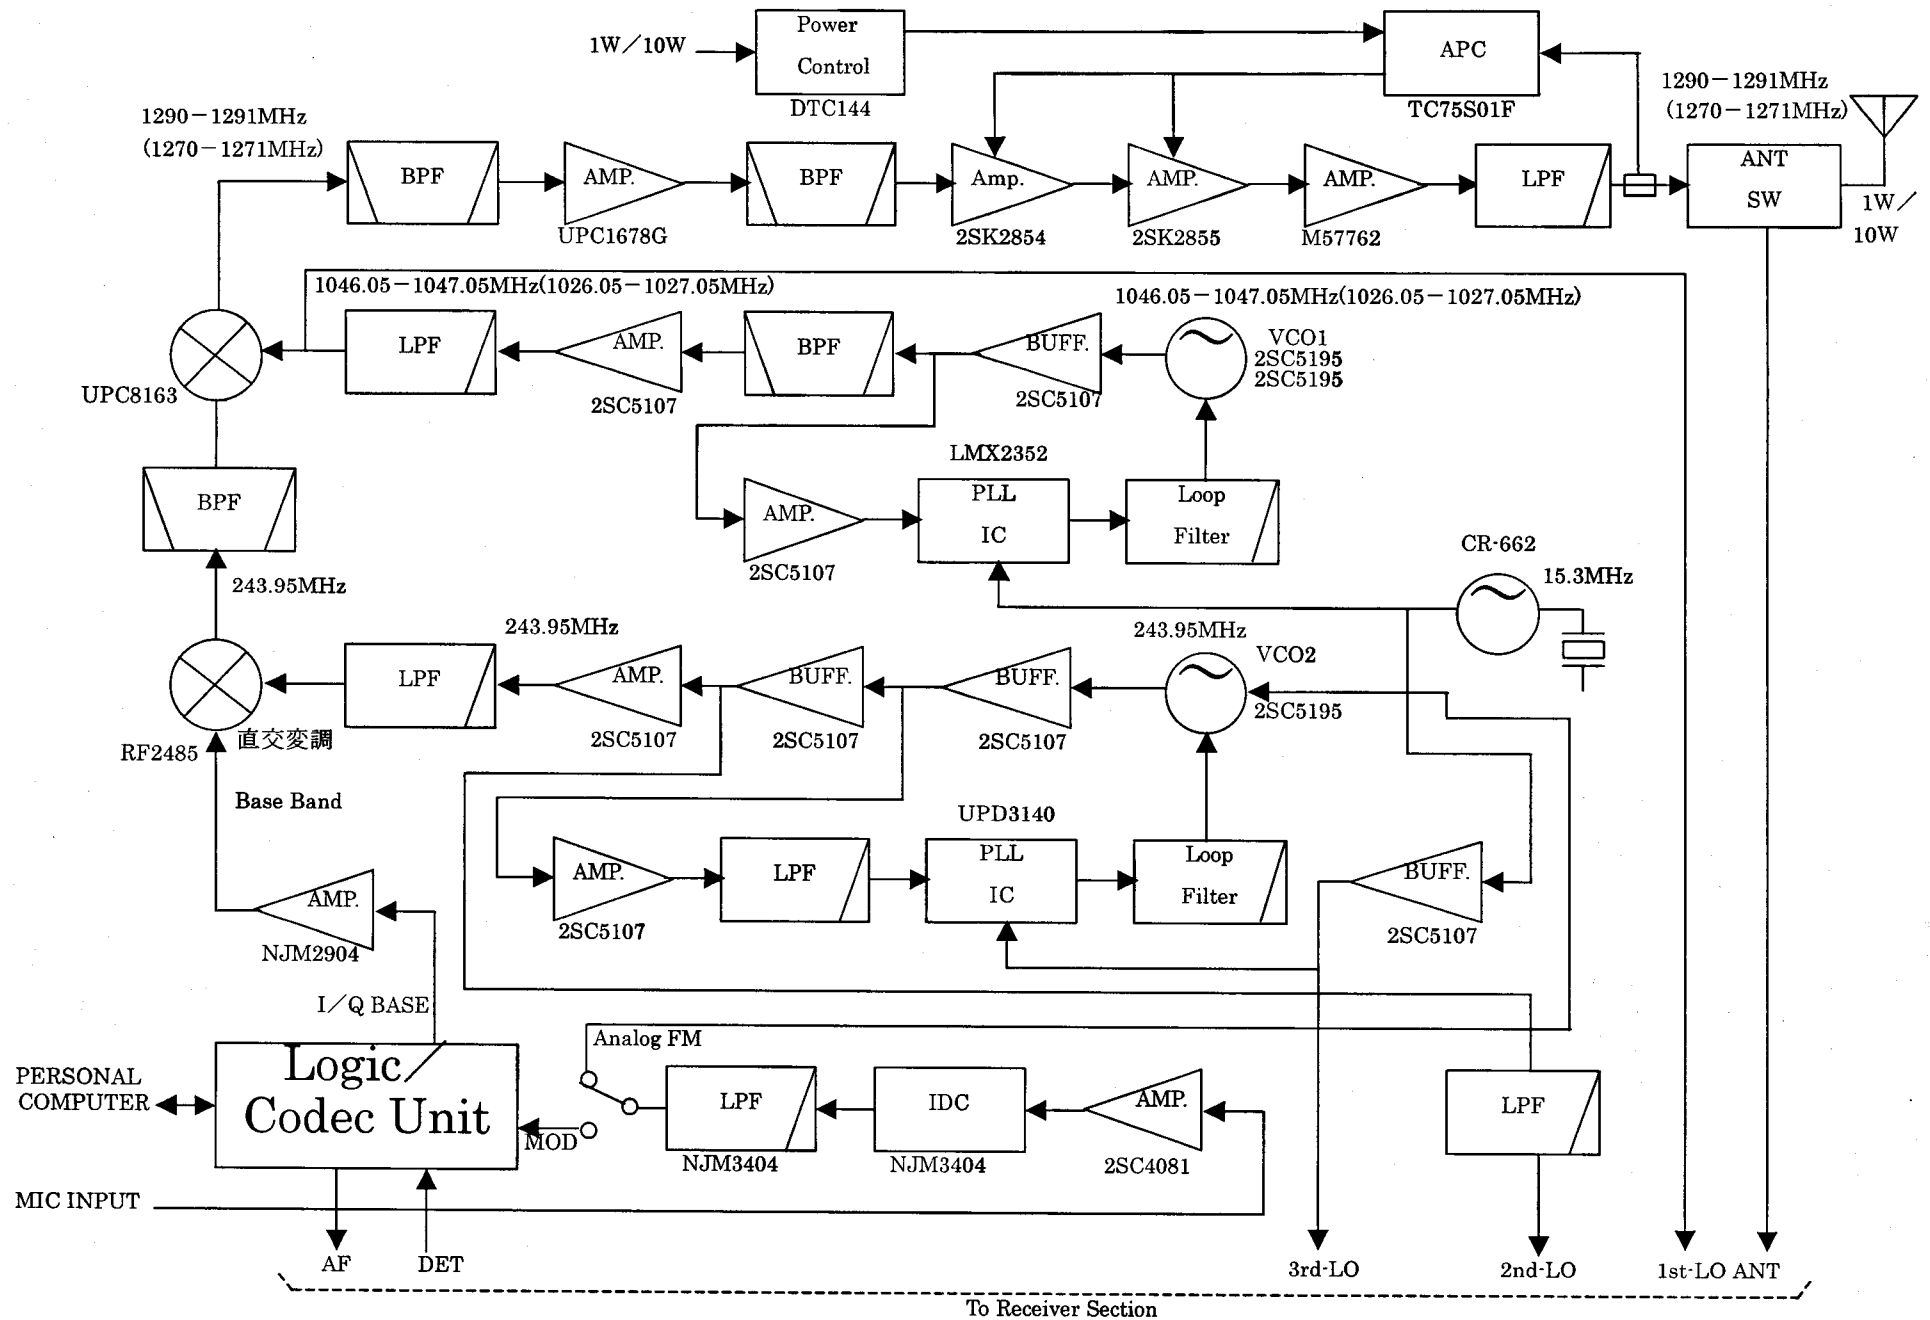 1W／10W
Power
Control
DTC144
APC
TC75S01F
1290－1291MHz
(1270－1271MHz)
1290－1291MHz
(1270－1271MHz)
BPF
AMP.
UPC1678G
BPF
Amp.
2SK2854
AMP.
2SK2855
AMP.
M57762
LPF
ANT
SW
1W／
10W
1046.05－1047.05MHz(1026.05－1027.05MHz)
1046.05－1047.05MHz(1026.05－1027.05MHz)
UPC8163
LPF
AMP.
2SC5107
BPF
BUFF.
2SC5107
VCO1
2SC5195
2SC5195
LMX2352
BPF
AMP.
2SC5107
PLL
IC
Loop
Filter
CR-662
15.3MHz
243.95MHz
243.95MHz
243.95MHz
RF2485
直交変調
LPF
AMP.
2SC5107
BUFF.
2SC5107
BUFF.
2SC5107
VCO2
2SC5195
Base Band
UPD3140
AMP.
NJM2904
AMP.
2SC5107
LPF
PLL
IC
Loop
Filter
BUFF.
2SC5107
I／Q BASE
Analog FM
Logic
Codec Unit
PERSONAL
COMPUTER
MOD
LPF
NJM3404
IDC
NJM3404
AMP.
2SC4081
LPF
MIC INPUT
AF
DET
3rd-LO
2nd-LO
1st-LO ANT
To Receiver Section